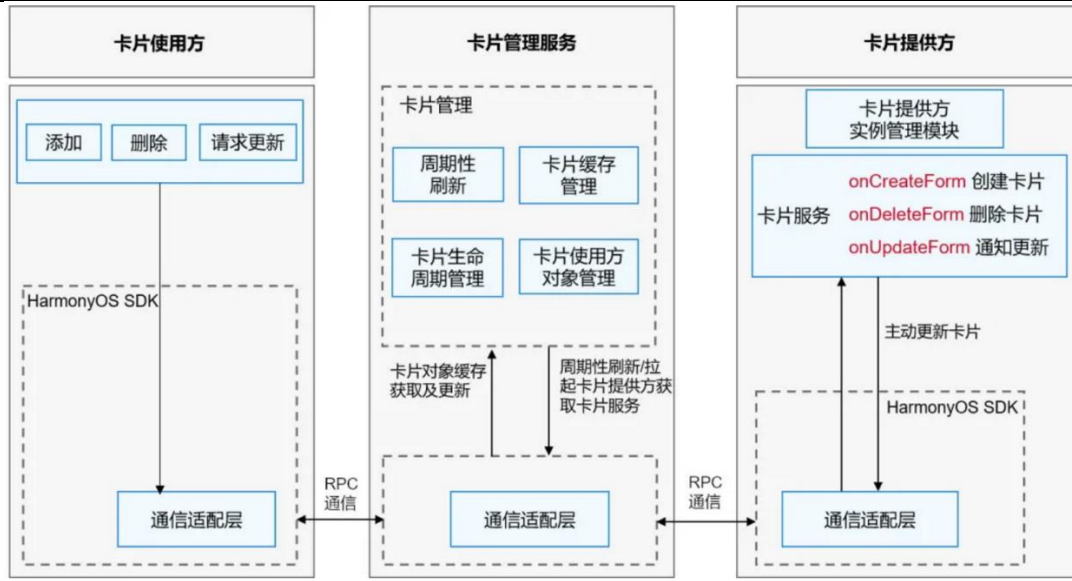 卡片使用方
添加
删除
请求更新
HarmonyOS SDK
通信适配层
RPC
通信
卡片管理服务
卡片管理
周期性
刷新
卡片缓存
管理
卡片生命
周期管理
卡片使用方
对象管理
卡片对象缓存
获取及更新
周期性刷新/拉
起卡片提供方获
取卡片服务
通信适配层
RPC
通信
卡片提供方
卡片提供方
实例管理模块
卡片服务
onCreateForm 创建卡片
onDeleteForm 删除卡片
onUpdateForm 通知更新
主动更新卡片
HarmonyOS SDK
通信适配层